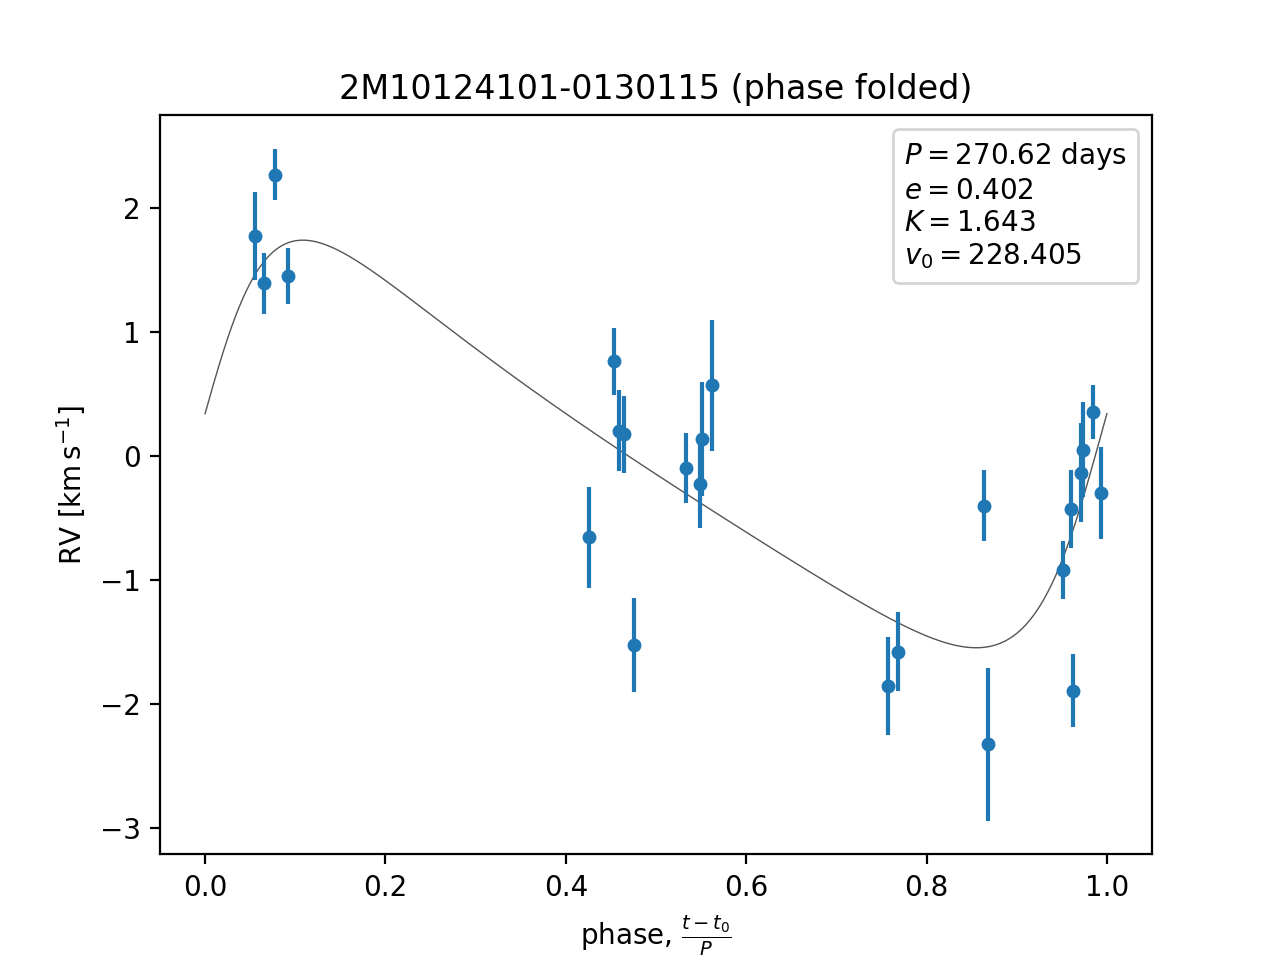 2M10124101-0130115 (phase folded)
P = 270.62 days
e = 0.402
K = 1.643
v₀ = 228.405
2
1
0
−1
−2
−3
RV [km s⁻¹]
0.0 0.2 0.4 0.6 0.8 1.0
phase, (t − t₀)/P